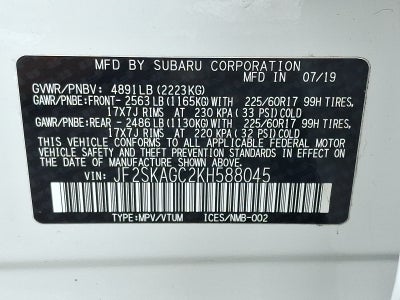 MFD BY SUBARU CORPORATION
MFD IN 07/19
GVWR/PNBV: 4891LB(2223KG)
GAWR/PNBE:FRONT- 2563LB(1165KG)WITH 225/60R17 99H TIRES,
17X7J RIMS AT 230 KPA (33 PSI)COLD
GAWR/PNBE:REAR - 2486LB(1130KG)WITH 225/60R17 99H TIRES,
17X7J RIMS AT 220 KPA (32 PSI)COLD
THIS VEHICLE CONFORMS TO ALL APPLICABLE FEDERAL MOTOR
VEHICLE SAFETY, BUMPER, AND THEFT PREVENTION STANDARDS
IN EFFECT ON THE DATE OF MANUFACTURE SHOWN ABOVE.
VIN: JF2SKAGC2KH588045
TYPE:MPV/VTUM ICES/NMB-002